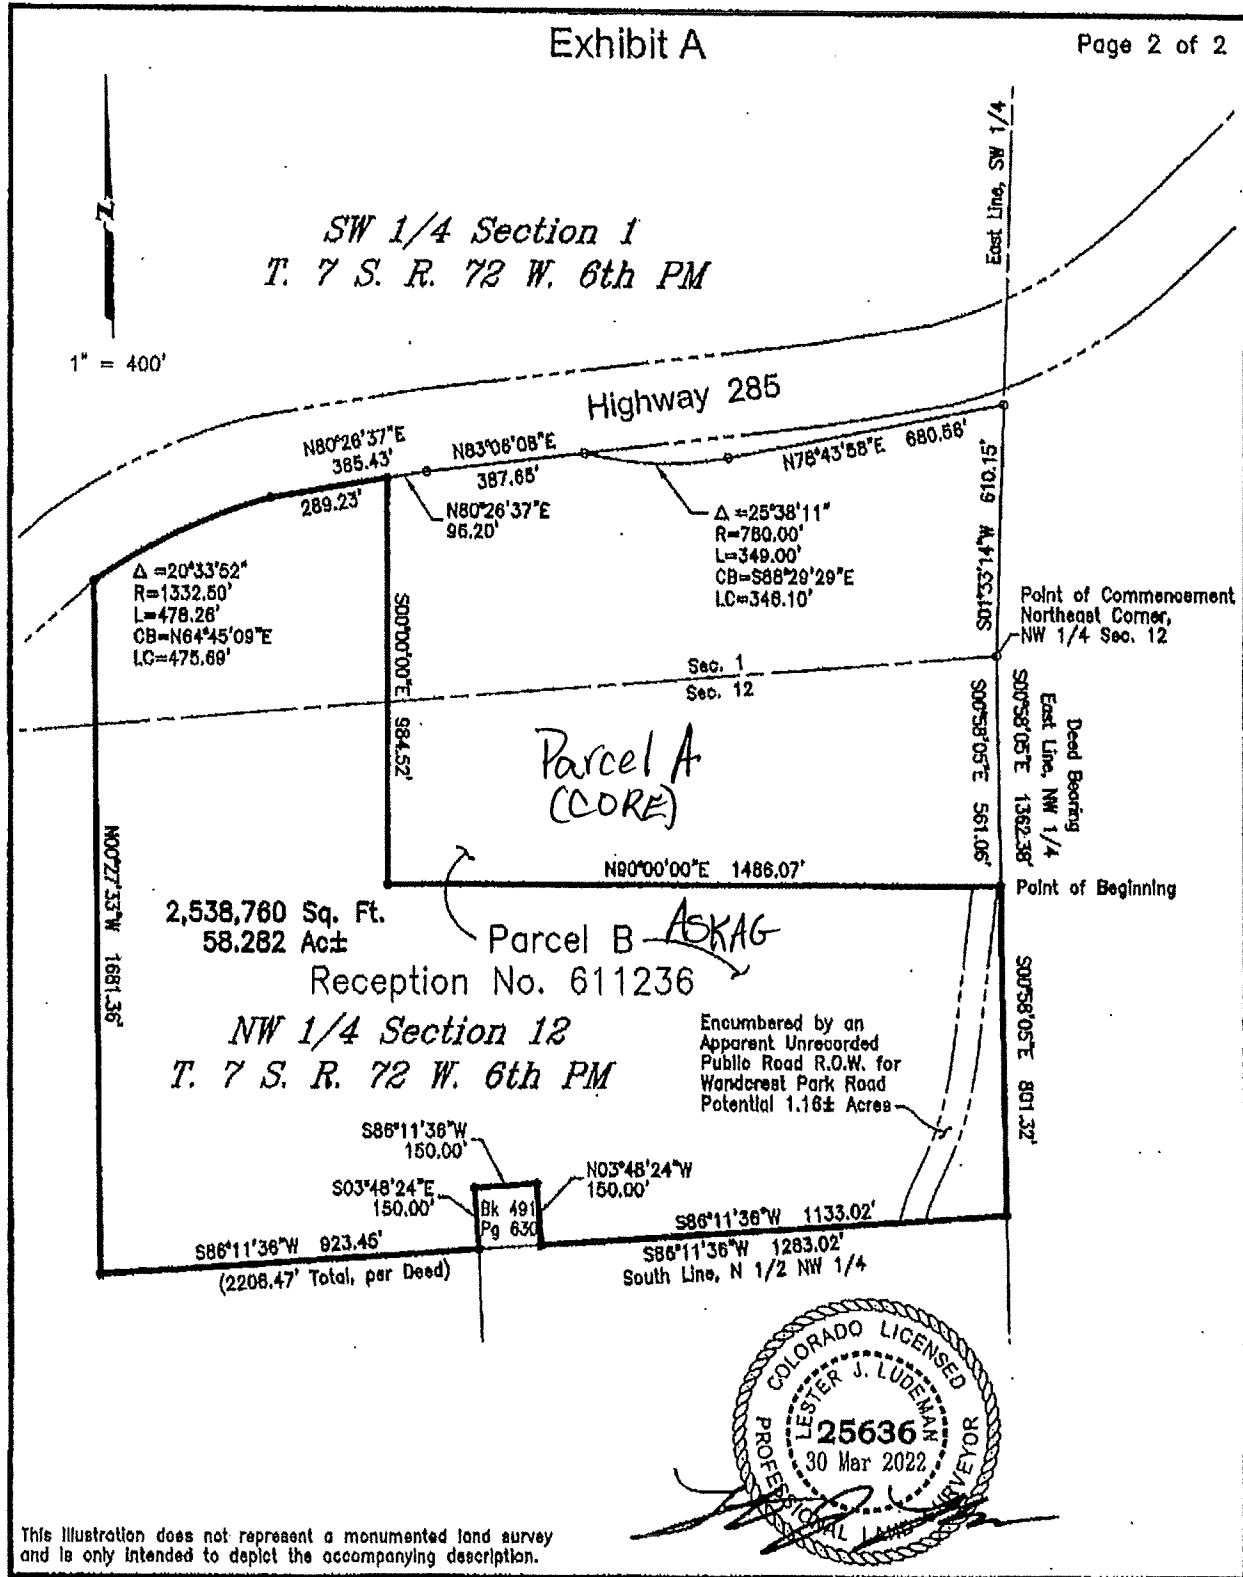 Exhibit A
Page 2 of 2
East Line, SW 1/4
N
SW 1/4 Section 1
T. 7 S. R. 72 W. 6th PM
1" = 400'
Highway 285
N80°26'37"E
385.43'
289.23'
N83°06'08"E
387.65'
N80°26'37"E
96.20'
N78°43'58"E 680.56'
Δ =25°38'11"
R=780.00'
L=349.00'
CB=S88°29'29"E
LC=346.10'
S01°33'14"W 610.15'
Δ =20°33'52"
R=1332.50'
L=478.26'
CB=N64°45'09"E
LC=475.69'
Point of Commencement
Northeast Corner,
NW 1/4 Sec. 12
S00°00'00"E 984.52'
Sec. 1
Sec. 12
Parcel A
(CORE)
S00°58'05"E 561.06'
S00°58'05"E 1362.38'
East Line, NW 1/4
Deed Bearing
N90°00'00"E 1486.07'
Point of Beginning
N00°27'33"W 1681.36'
2,538,760 Sq. Ft.
58.282 Ac±
Parcel B
ASKAG
Reception No. 611236
NW 1/4 Section 12
T. 7 S. R. 72 W. 6th PM
Encumbered by an
Apparent Unrecorded
Public Road R.O.W. for
Wandcrest Park Road
Potential 1.16± Acres
S00°58'05"E 801.32'
S86°11'36"W
150.00'
S03°48'24"E
150.00'
N03°48'24"W
150.00'
Bk 491
Pg 630
S86°11'36"W 923.45'
(2206.47' Total, per Deed)
S86°11'36"W 1133.02'
S86°11'36"W 1283.02'
South Line, N 1/2 NW 1/4
COLORADO LICENSED
LESTER J. LUDEMAN
25636
30 Mar 2022
PROFESSIONAL LAND SURVEYOR
This illustration does not represent a monumented land survey
and is only intended to depict the accompanying description.